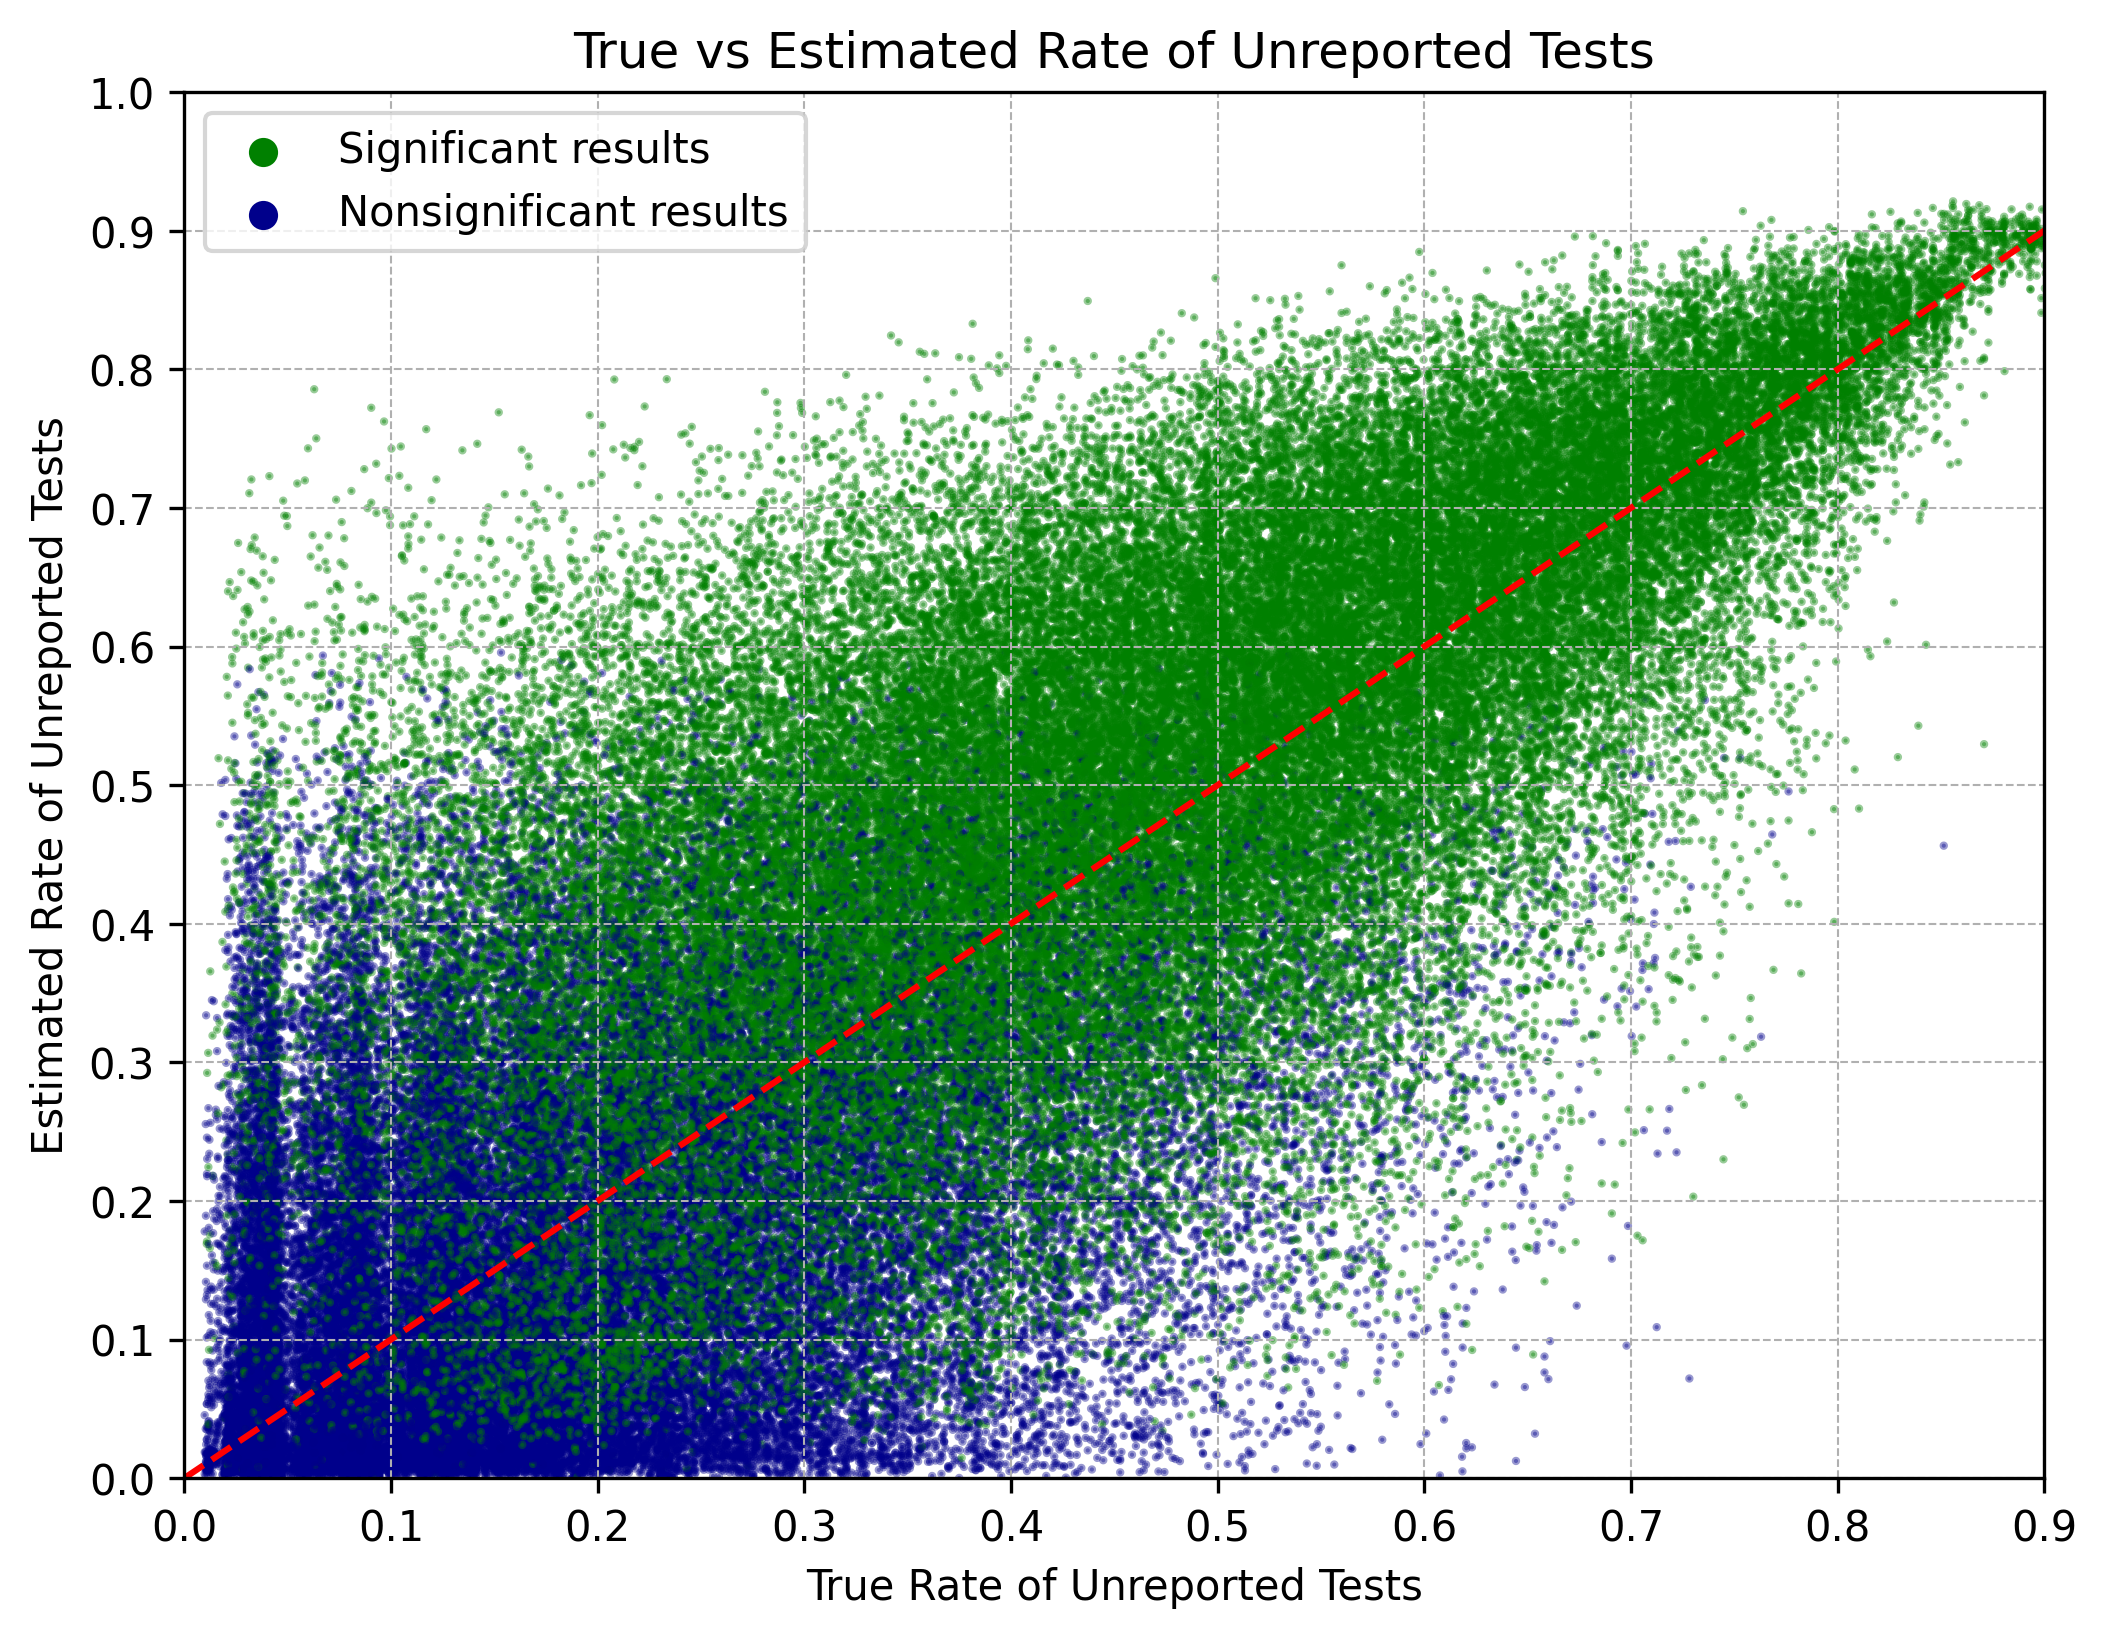 True vs Estimated Rate of Unreported Tests
Significant results
Nonsignificant results
Estimated Rate of Unreported Tests
1.0
0.9
0.8
0.7
0.6
0.5
0.4
0.3
0.2
0.1
0.0
0.0 0.1 0.2 0.3 0.4 0.5 0.6 0.7 0.8 0.9
True Rate of Unreported Tests